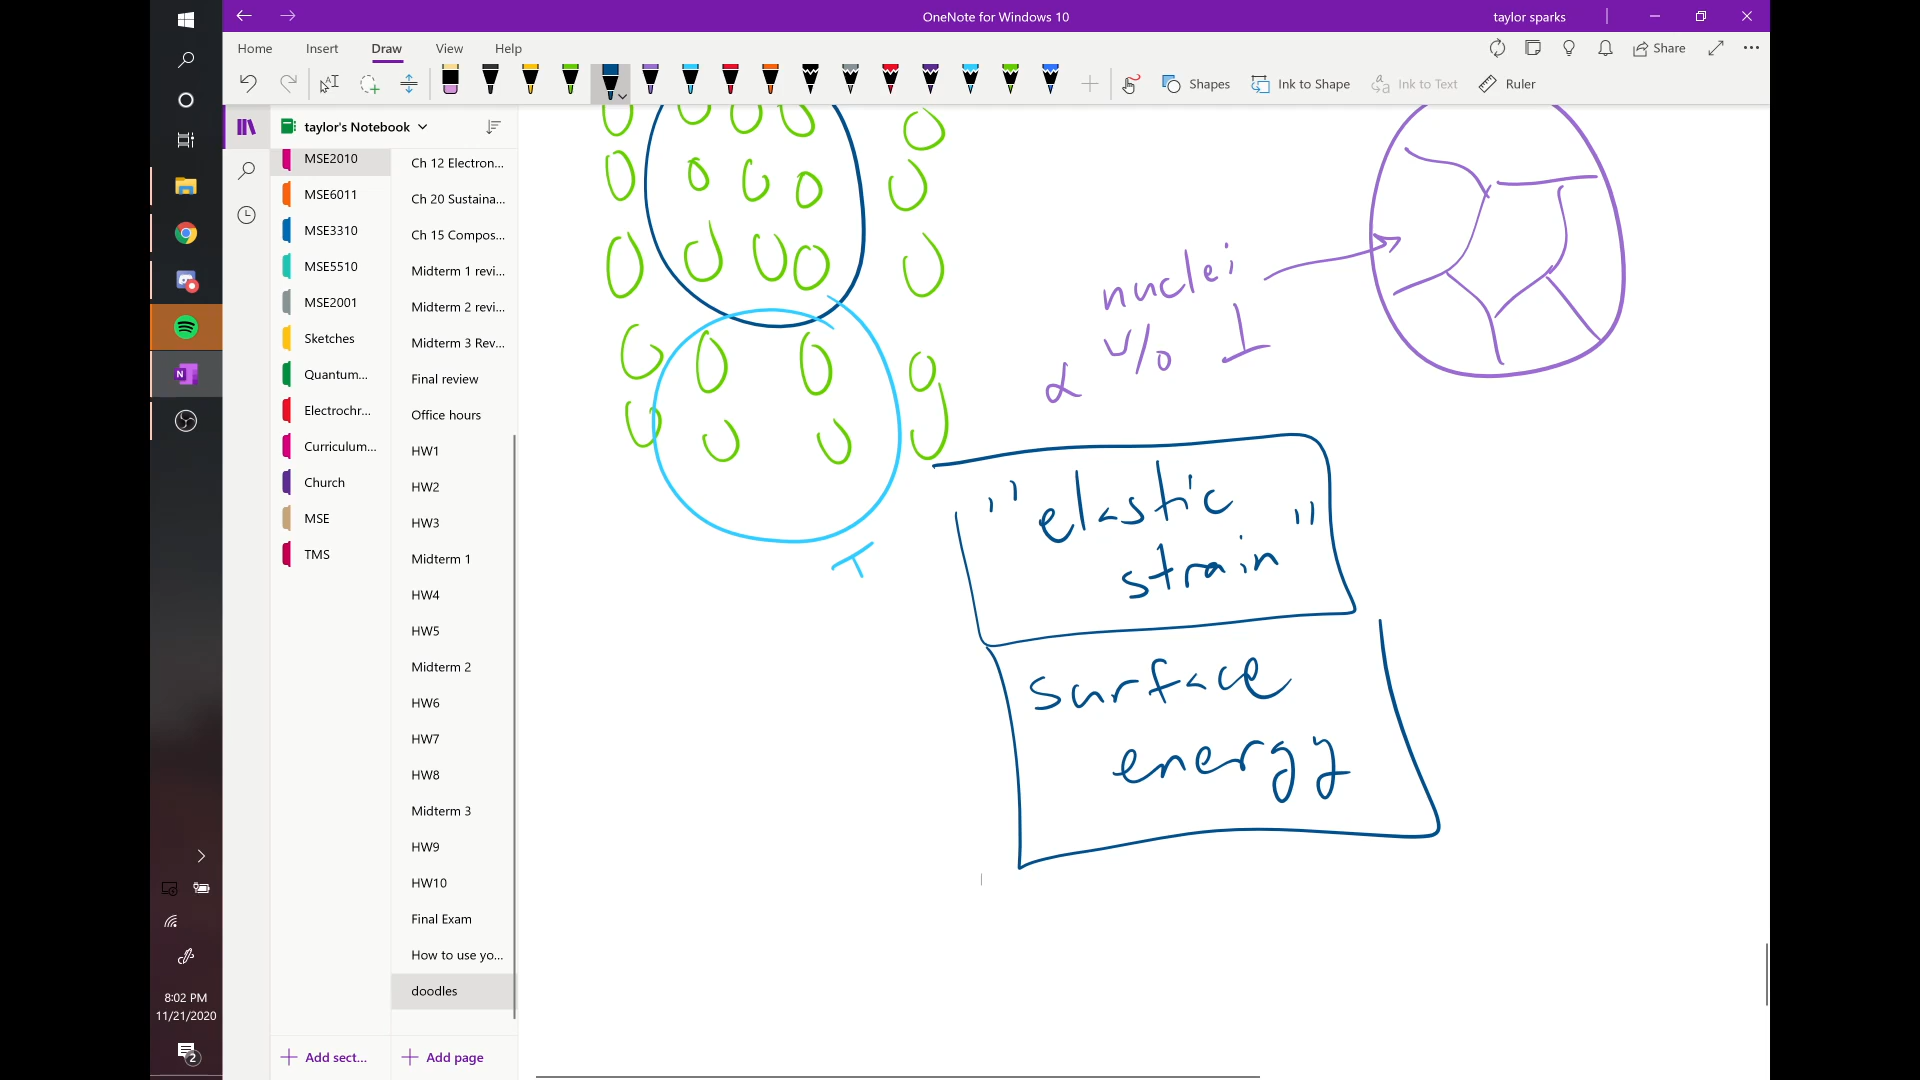 OneNote for Windows 10
taylor sparks
Home Insert Draw View Help
Share
Shapes Ink to Shape Ink to Text Ruler
taylor's Notebook
MSE2010
MSE6011
MSE3310
MSE5510
MSE2001
Sketches
Quantum...
Electrochr...
Curriculum...
Church
MSE
TMS
Ch 12 Electron...
Ch 20 Sustaina...
Ch 15 Compos...
Midterm 1 revi...
Midterm 2 revi...
Midterm 3 Rev...
Final review
Office hours
HW1
HW2
HW3
Midterm 1
HW4
HW5
Midterm 2
HW6
HW7
HW8
Midterm 3
HW9
HW10
Final Exam
How to use yo...
doodles
Add sect...
Add page
nuclei
w/o ⊥
"elastic
strain"
surface
energy
8:02 PM
11/21/2020
2